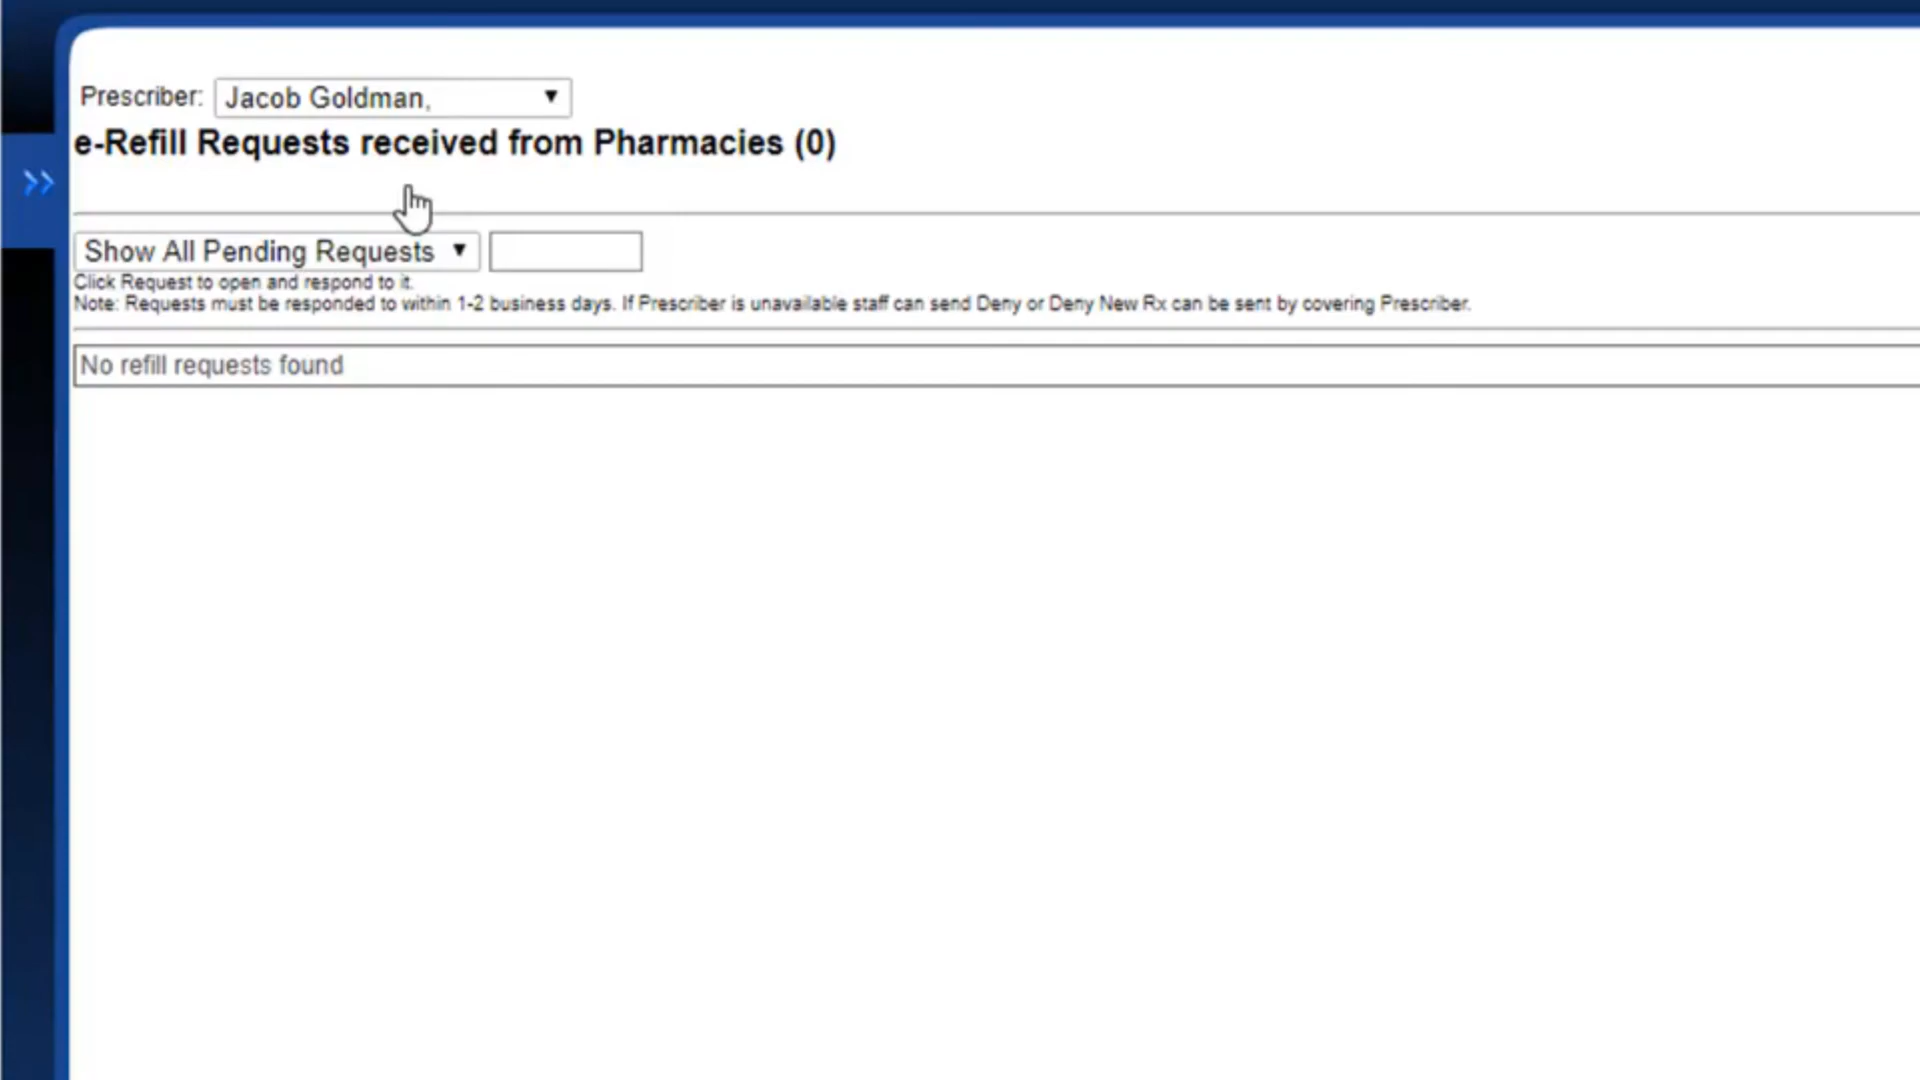 Prescriber: Jacob Goldman,
e-Refill Requests received from Pharmacies (0)
Show All Pending Requests
Click Request to open and respond to it.
Note: Requests must be responded to within 1-2 business days. If Prescriber is unavailable staff can send Deny or Deny New Rx can be sent by covering Prescriber.
No refill requests found